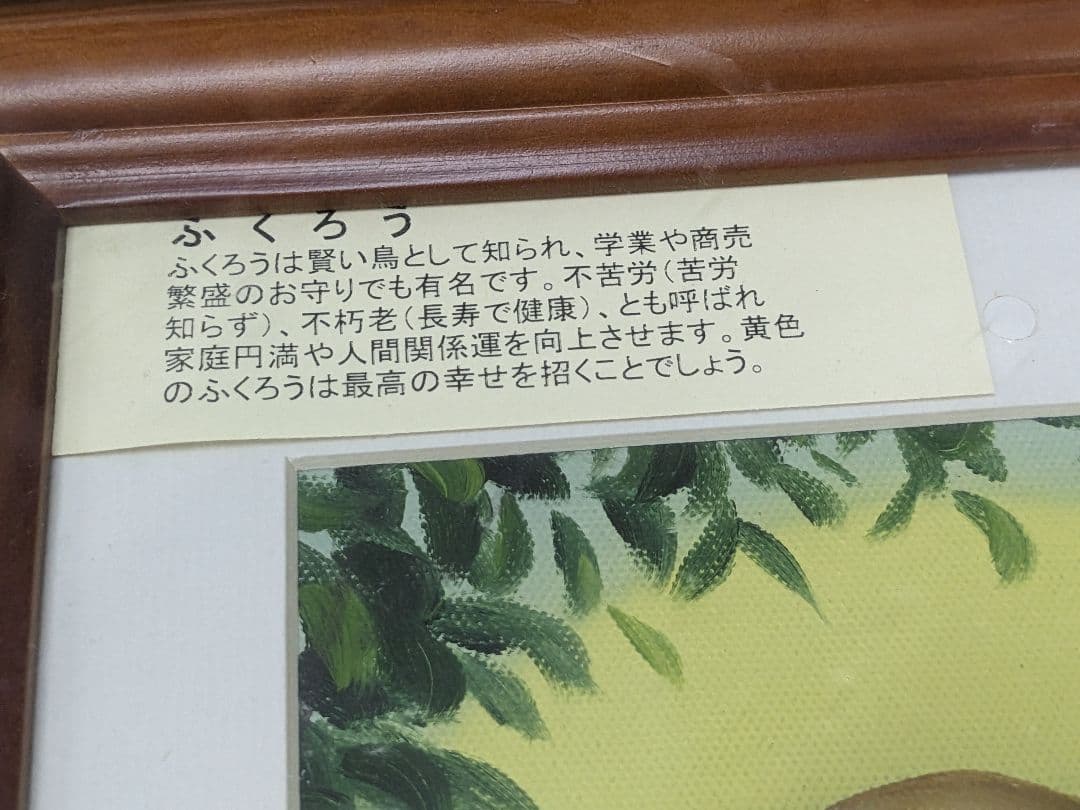 ふくろう
ふくろうは賢い鳥として知られ、学業や商売
繁盛のお守りでも有名です。不苦労（苦労
知らず）、不朽老（長寿で健康）、とも呼ばれ
家庭円満や人間関係運を向上させます。黄色
のふくろうは最高の幸せを招くことでしょう。